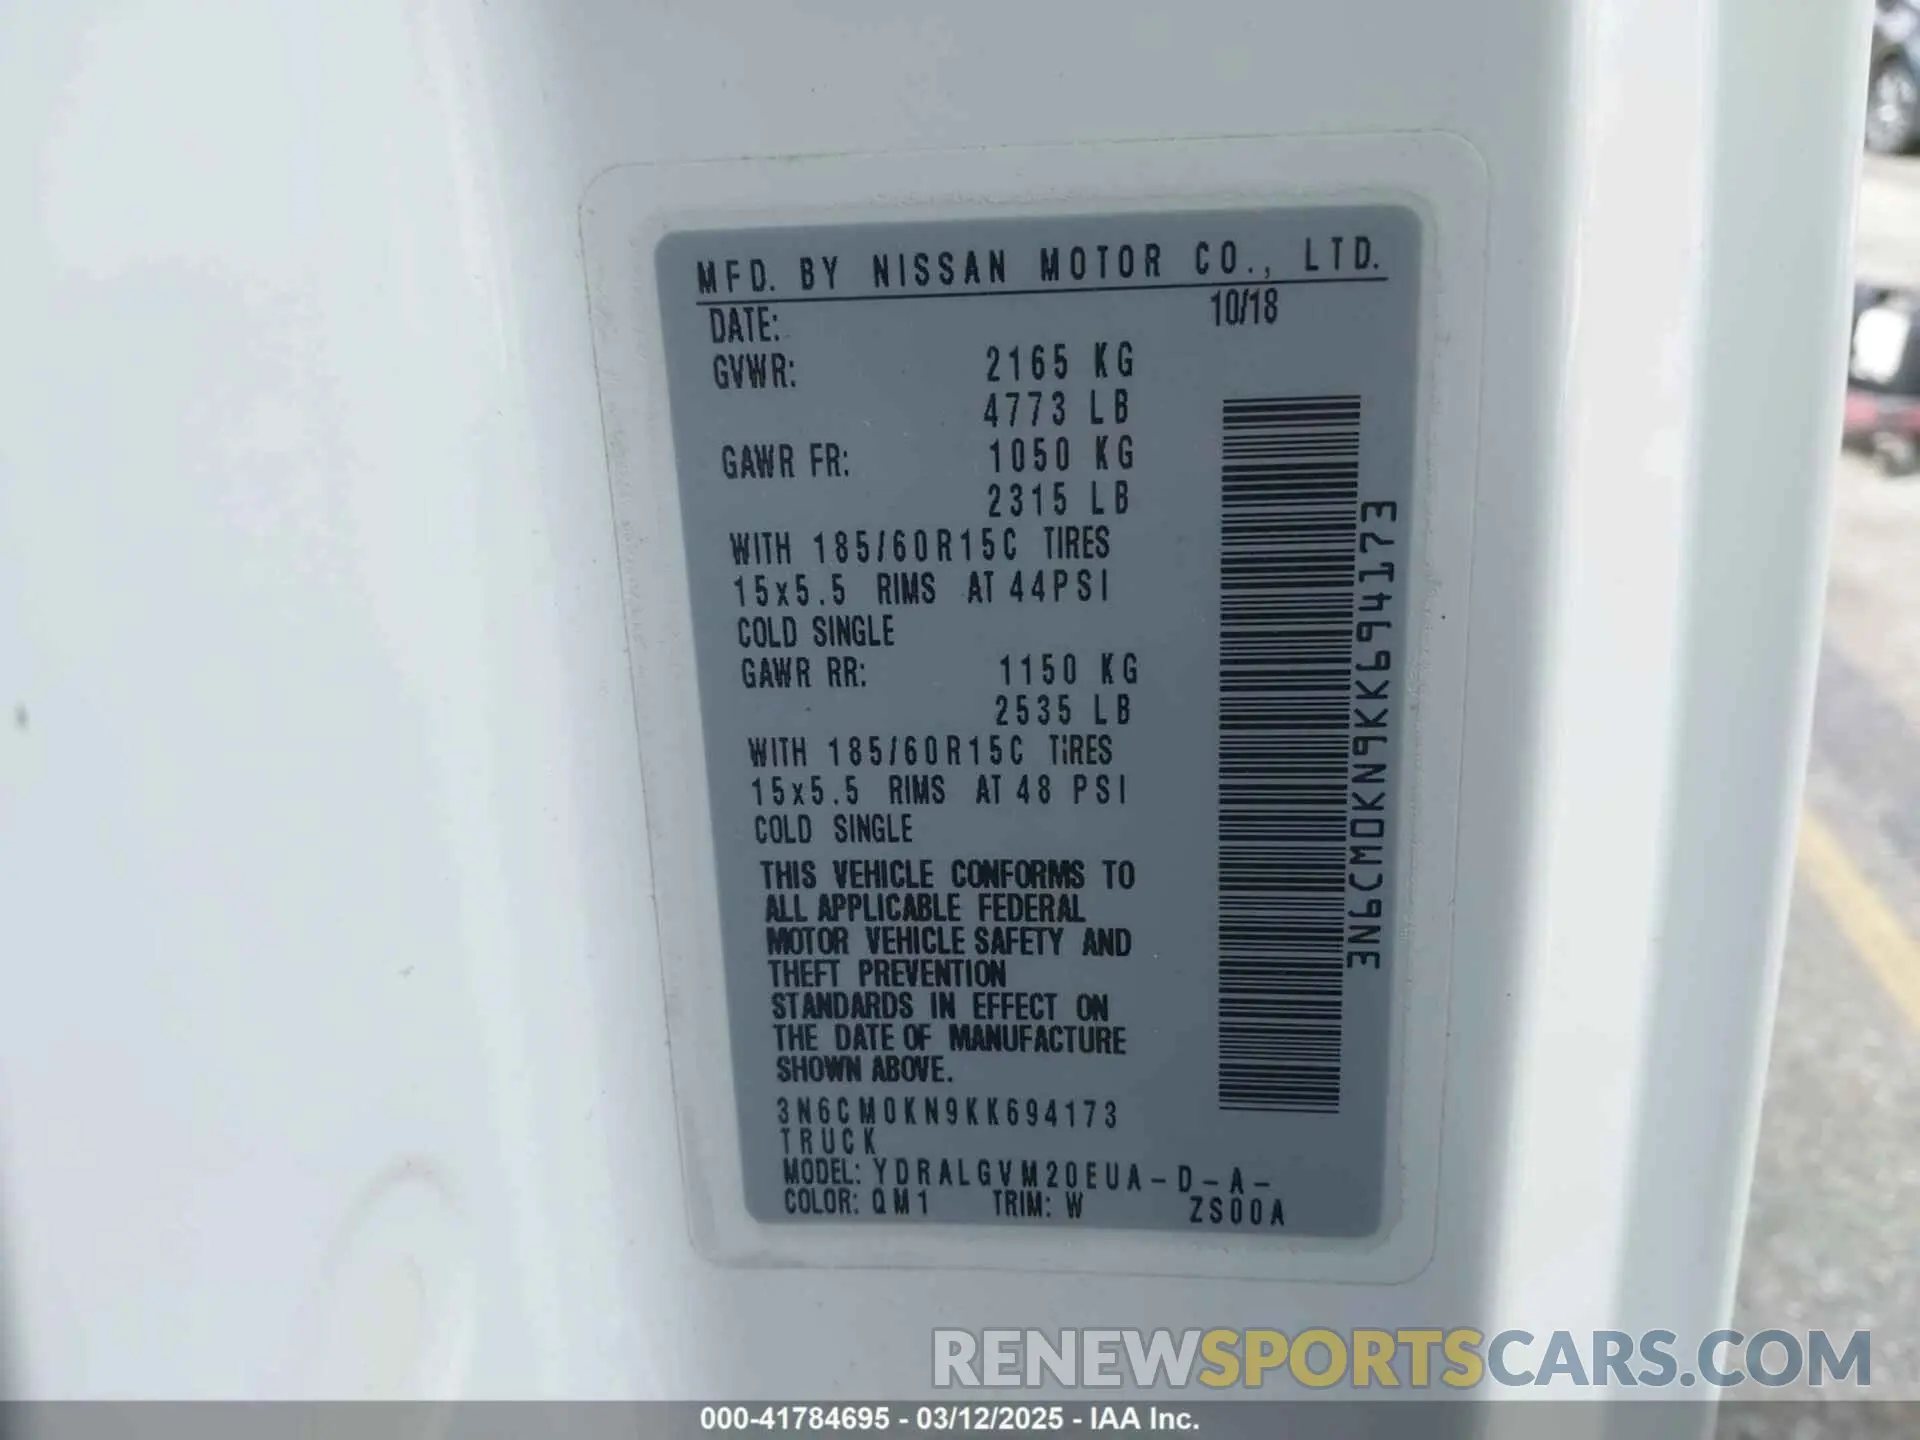 MFD. BY NISSAN MOTOR CO., LTD.
DATE: 10/18
GVWR: 2165 KG
4773 LB
GAWR FR: 1050 KG
2315 LB
WITH 185/60R15C TIRES
15x5.5 RIMS AT 44PSI
COLD SINGLE
GAWR RR: 1150 KG
2535 LB
WITH 185/60R15C TiRES
15x5.5 RIMS AT 48 PSI
COLD SINGLE
THIS VEHICLE CONFORMS TO
ALL APPLICABLE FEDERAL
MOTOR VEHICLE SAFETY AND
THEFT PREVENTION
STANDARDS IN EFFECT ON
THE DATE OF MANUFACTURE
SHOWN ABOVE.
3N6CM0KN9KK694173
TRUCK
MODEL: YDRALGVM20EUA-D-A-
COLOR: QM1 TRIM: W ZS00A
3N6CM0KN9KK694173
RENEWSPORTSCARS.COM
000-41784695 - 03/12/2025 - IAA Inc.